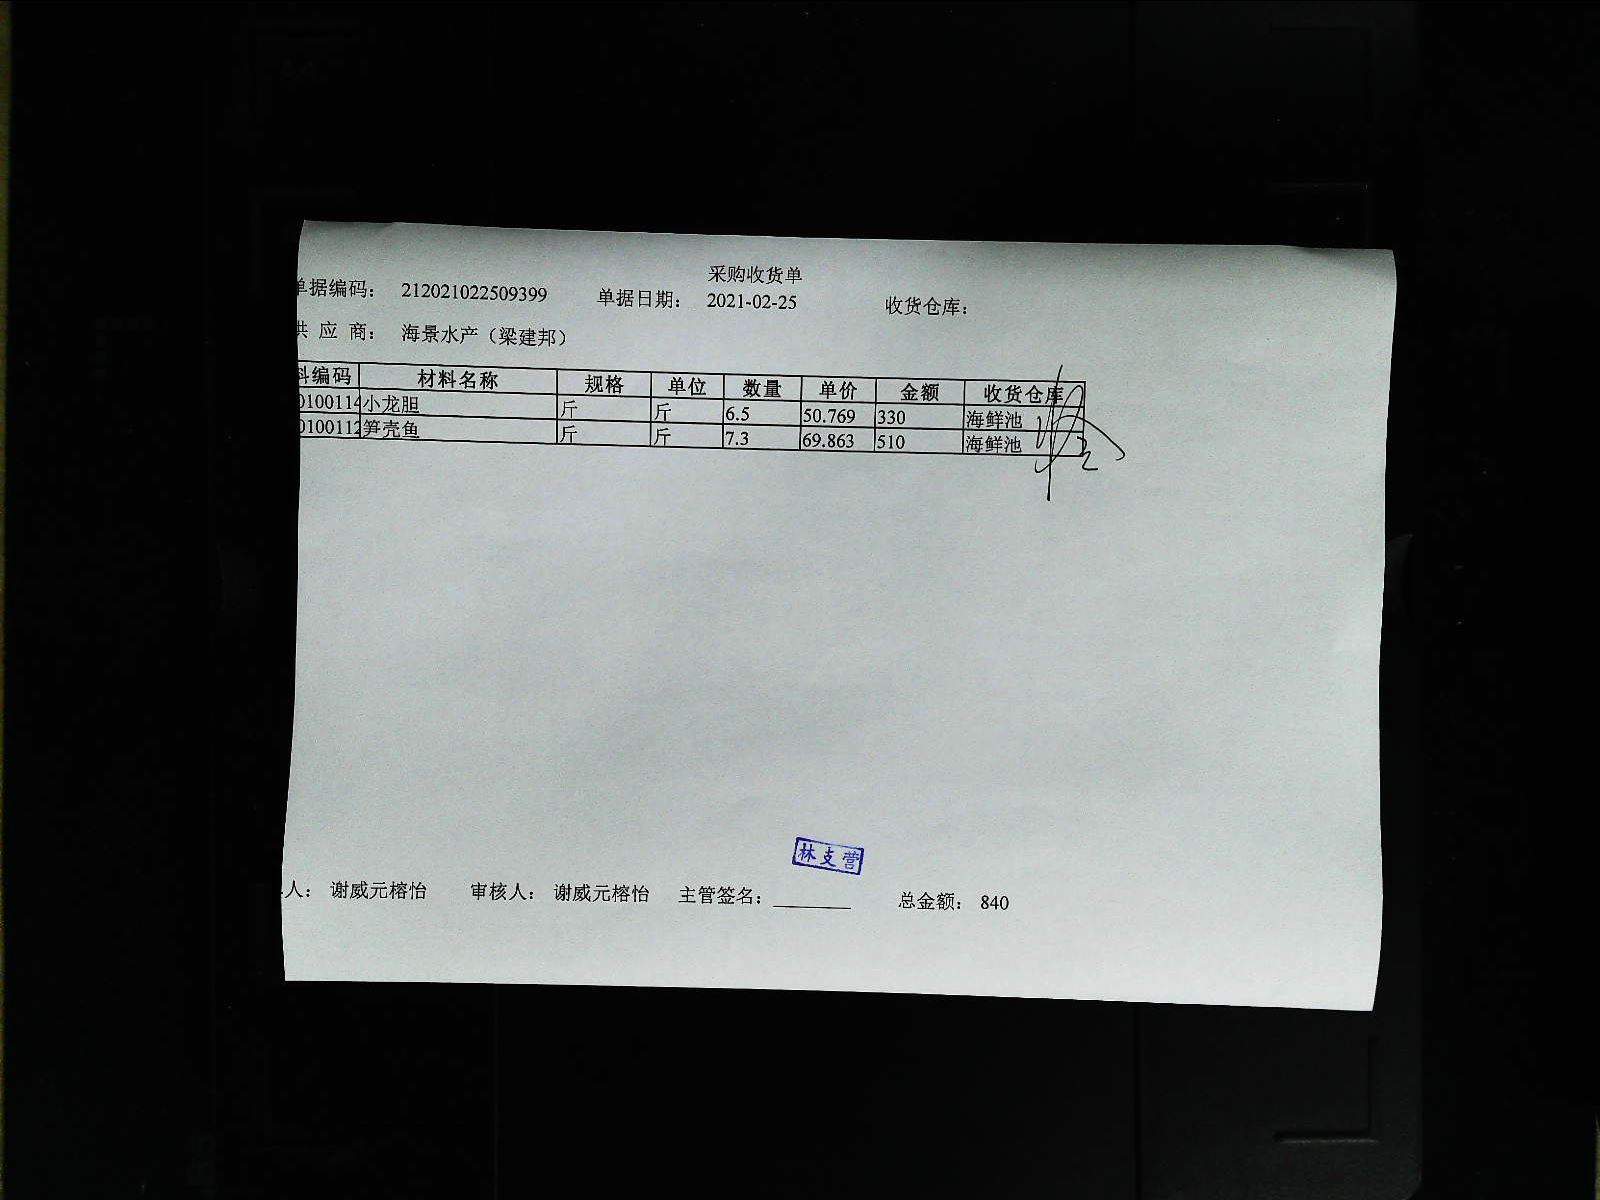 采购收货单
单据编码： 212021022509399 单据日期： 2021-02-25 收货仓库：
供 应 商： 海景水产（梁建邦）
料编码 材料名称 规格 单位 数量 单价 金额 收货仓库
0100114 小龙胆 斤 斤 6.5 50.769 330 海鲜池
0100112 笋壳鱼 斤 斤 7.3 69.863 510 海鲜池
林支营
人： 谢威元榕怡 审核人： 谢威元榕怡 主管签名：________ 总金额： 840